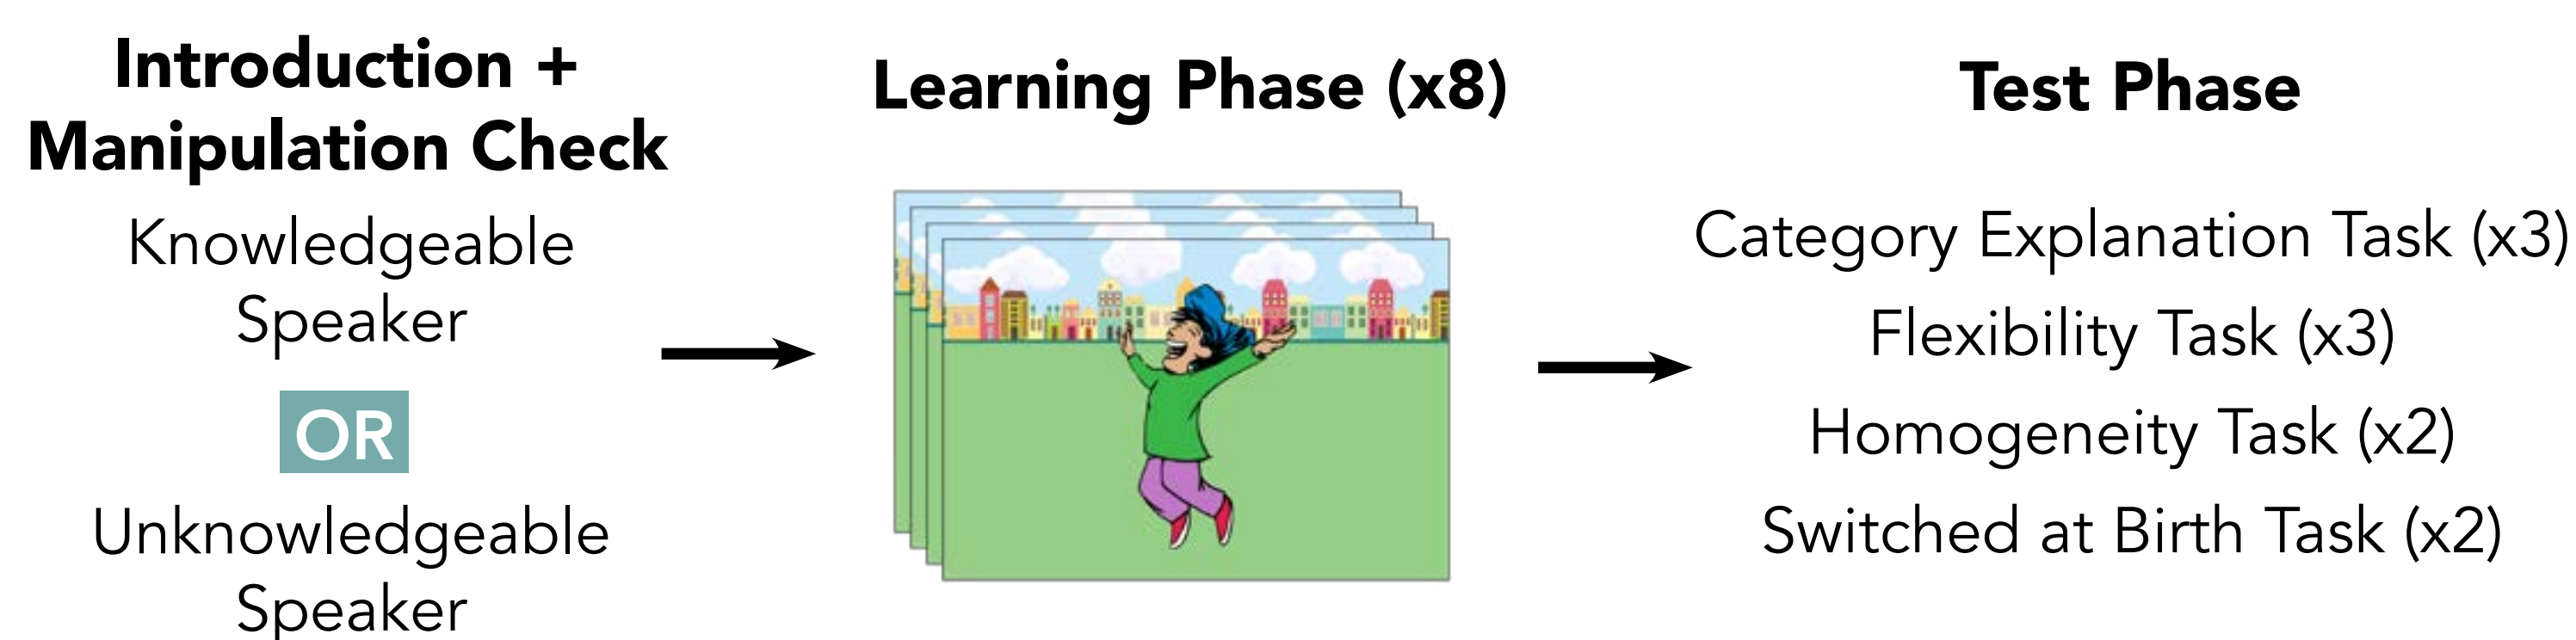 Introduction +
Manipulation Check
Knowledgeable
Speaker
OR
Unknowledgeable
Speaker
Learning Phase (x8)
Test Phase
Category Explanation Task (x3)
Flexibility Task (x3)
Homogeneity Task (x2)
Switched at Birth Task (x2)